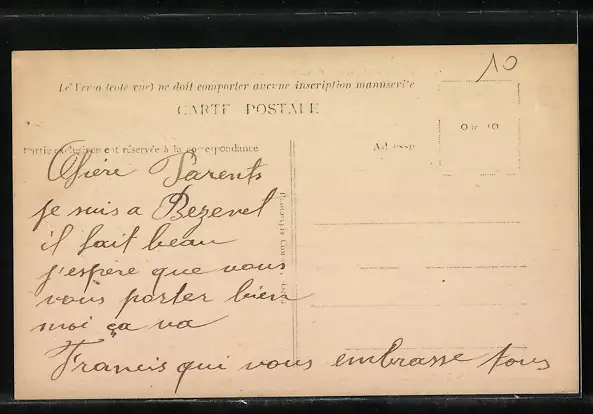 10
Le Verso (côté vue) ne doit comporter aucune inscription manuscrite
CARTE POSTALE
Partie exclusivement réservée à la correspondance
Adresse
Chère Parents
je suis a Bezenet
il fait beau
j'espère que vous
vous porter bien
moi ça va
Francis qui vous embrasse tous